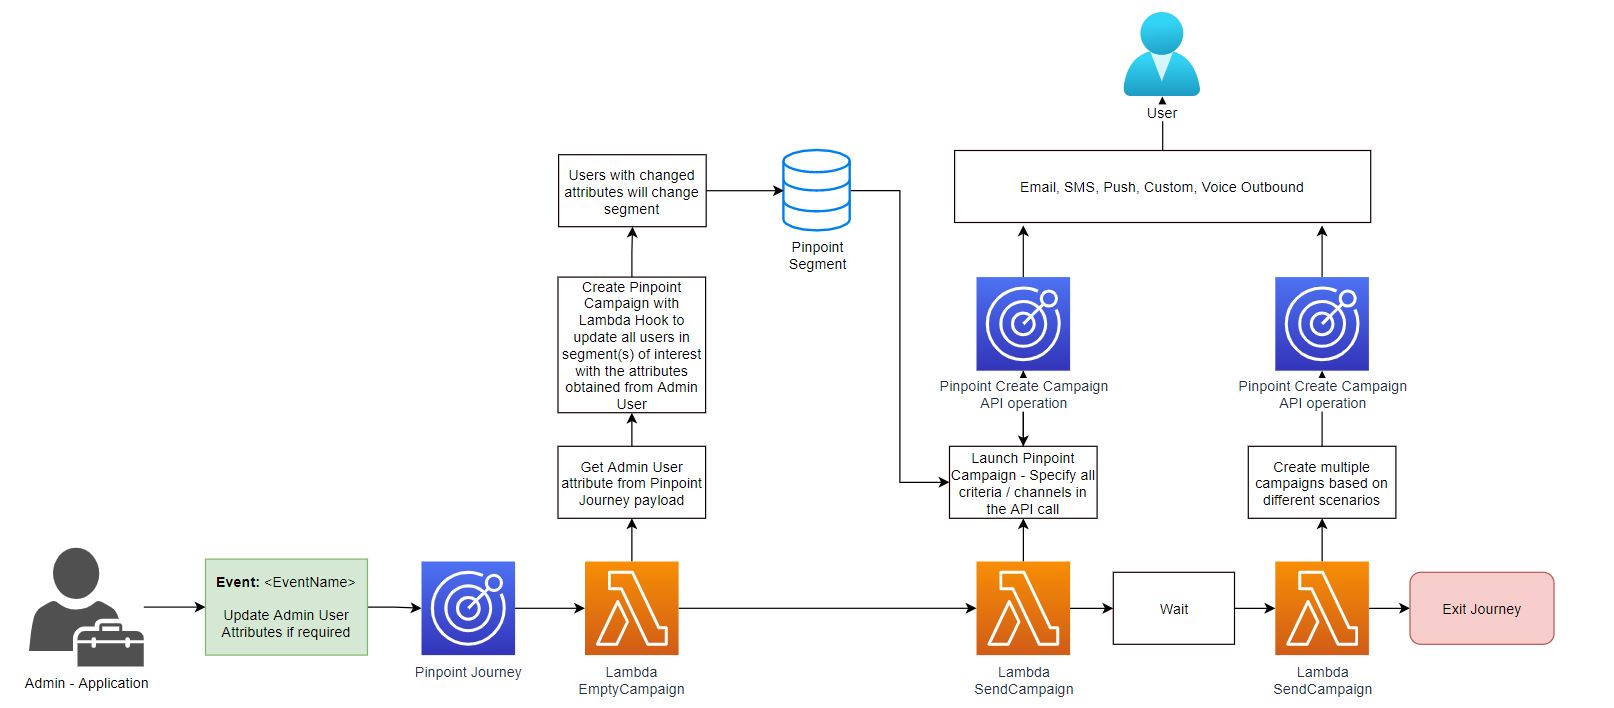 User
Email, SMS, Push, Custom, Voice Outbound
Users with changed
attributes will change
segment
Pinpoint
Segment
Create Pinpoint
Campaign with
Lambda Hook to
update all users in
segment(s) of interest
with the attributes
obtained from Admin
User
Pinpoint Create Campaign
API operation
Pinpoint Create Campaign
API operation
Get Admin User
attribute from Pinpoint
Journey payload
Launch Pinpoint
Campaign - Specify all
criteria / channels in
the API call
Create multiple
campaigns based on
different scenarios
Event: <EventName>
Update Admin User
Attributes if required
Wait
Exit Journey
Admin - Application
Pinpoint Journey
Lambda
EmptyCampaign
Lambda
SendCampaign
Lambda
SendCampaign